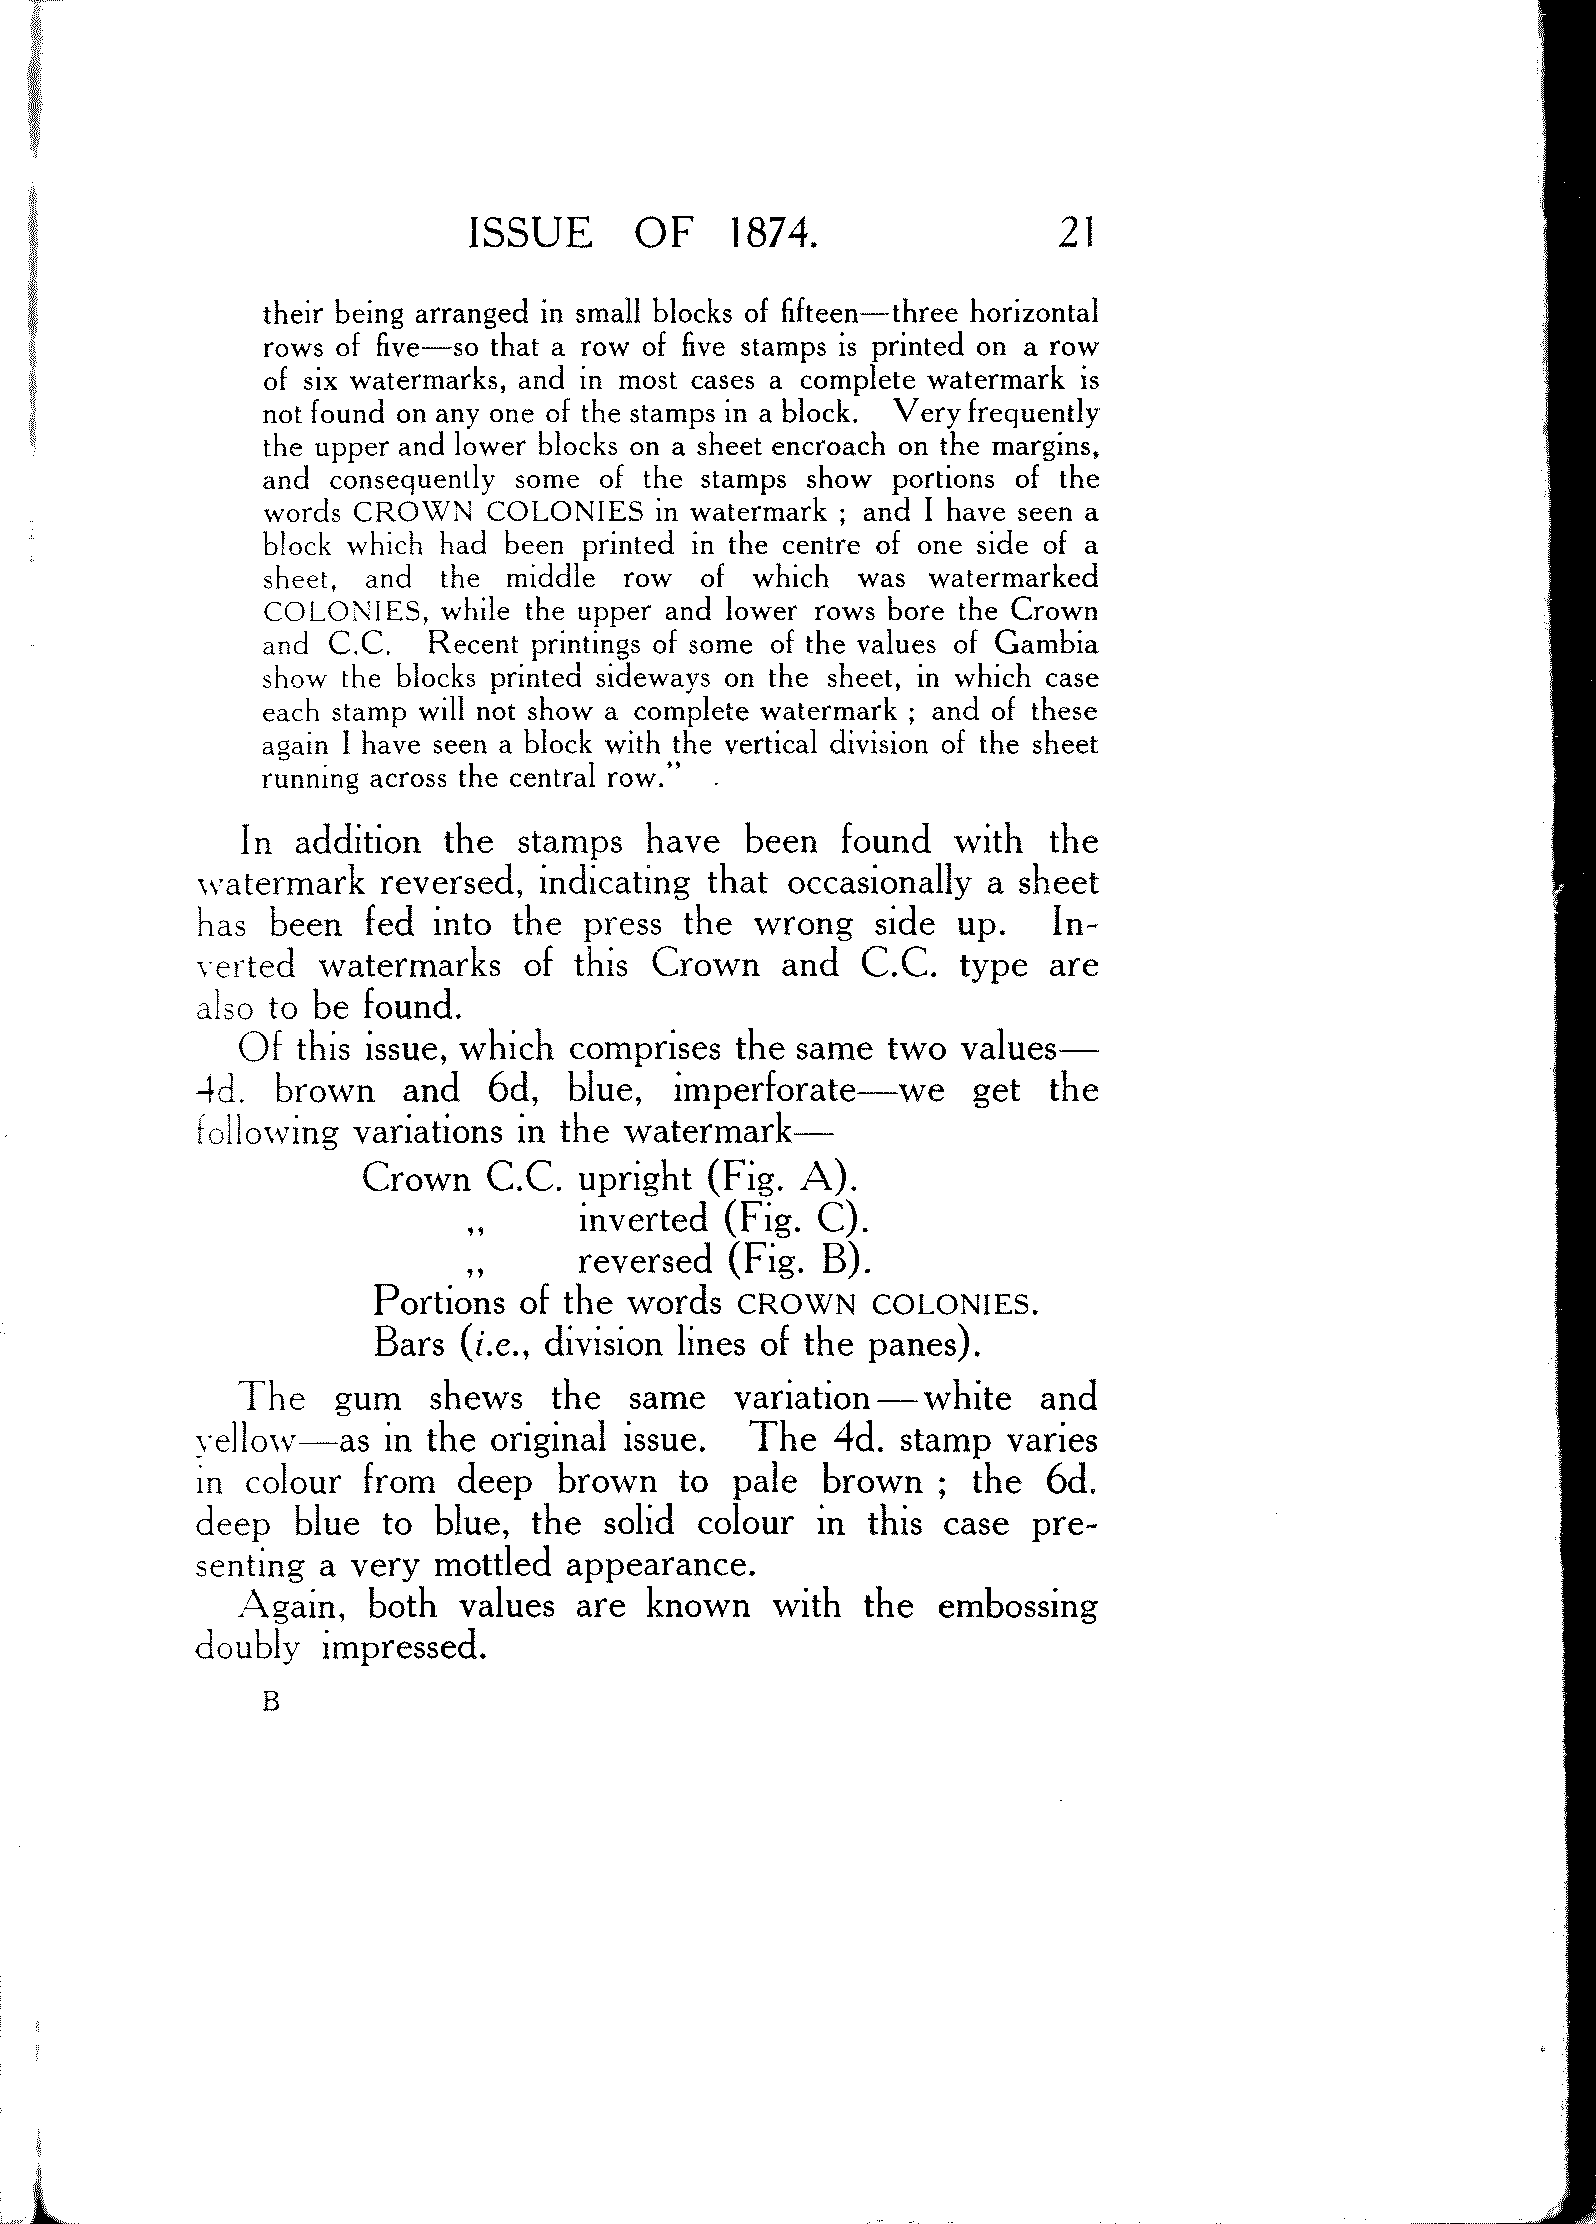 ISSUE OF 1874. 21
their being arranged in small blocks of fifteen—three horizontal
rows of five—so that a row of five stamps is printed on a row
of six watermarks, and in most cases a complete watermark is
not found on any one of the stamps in a block. Very frequently
the upper and lower blocks on a sheet encroach on the margins,
and consequently some of the stamps show portions of the
words CROWN COLONIES in watermark ; and I have seen a
block which had been printed in the centre of one side of a
sheet, and the middle row of which was watermarked
COLONIES, while the upper and lower rows bore the Crown
and C.C. Recent printings of some of the values of Gambia
show the blocks printed sideways on the sheet, in which case
each stamp will not show a complete watermark ; and of these
again I have seen a block with the vertical division of the sheet
running across the central row."
In addition the stamps have been found with the
watermark reversed, indicating that occasionally a sheet
has been fed into the press the wrong side up. In-
verted watermarks of this Crown and C.C. type are
also to be found.
Of this issue, which comprises the same two values—
4d. brown and 6d, blue, imperforate—we get the
following variations in the watermark—
Crown C.C. upright (Fig. A).
,, inverted (Fig. C).
,, reversed (Fig. B).
Portions of the words CROWN COLONIES.
Bars (i.e., division lines of the panes).
The gum shews the same variation—white and
yellow—as in the original issue. The 4d. stamp varies
in colour from deep brown to pale brown ; the 6d.
deep blue to blue, the solid colour in this case pre-
senting a very mottled appearance.
Again, both values are known with the embossing
doubly impressed.
B